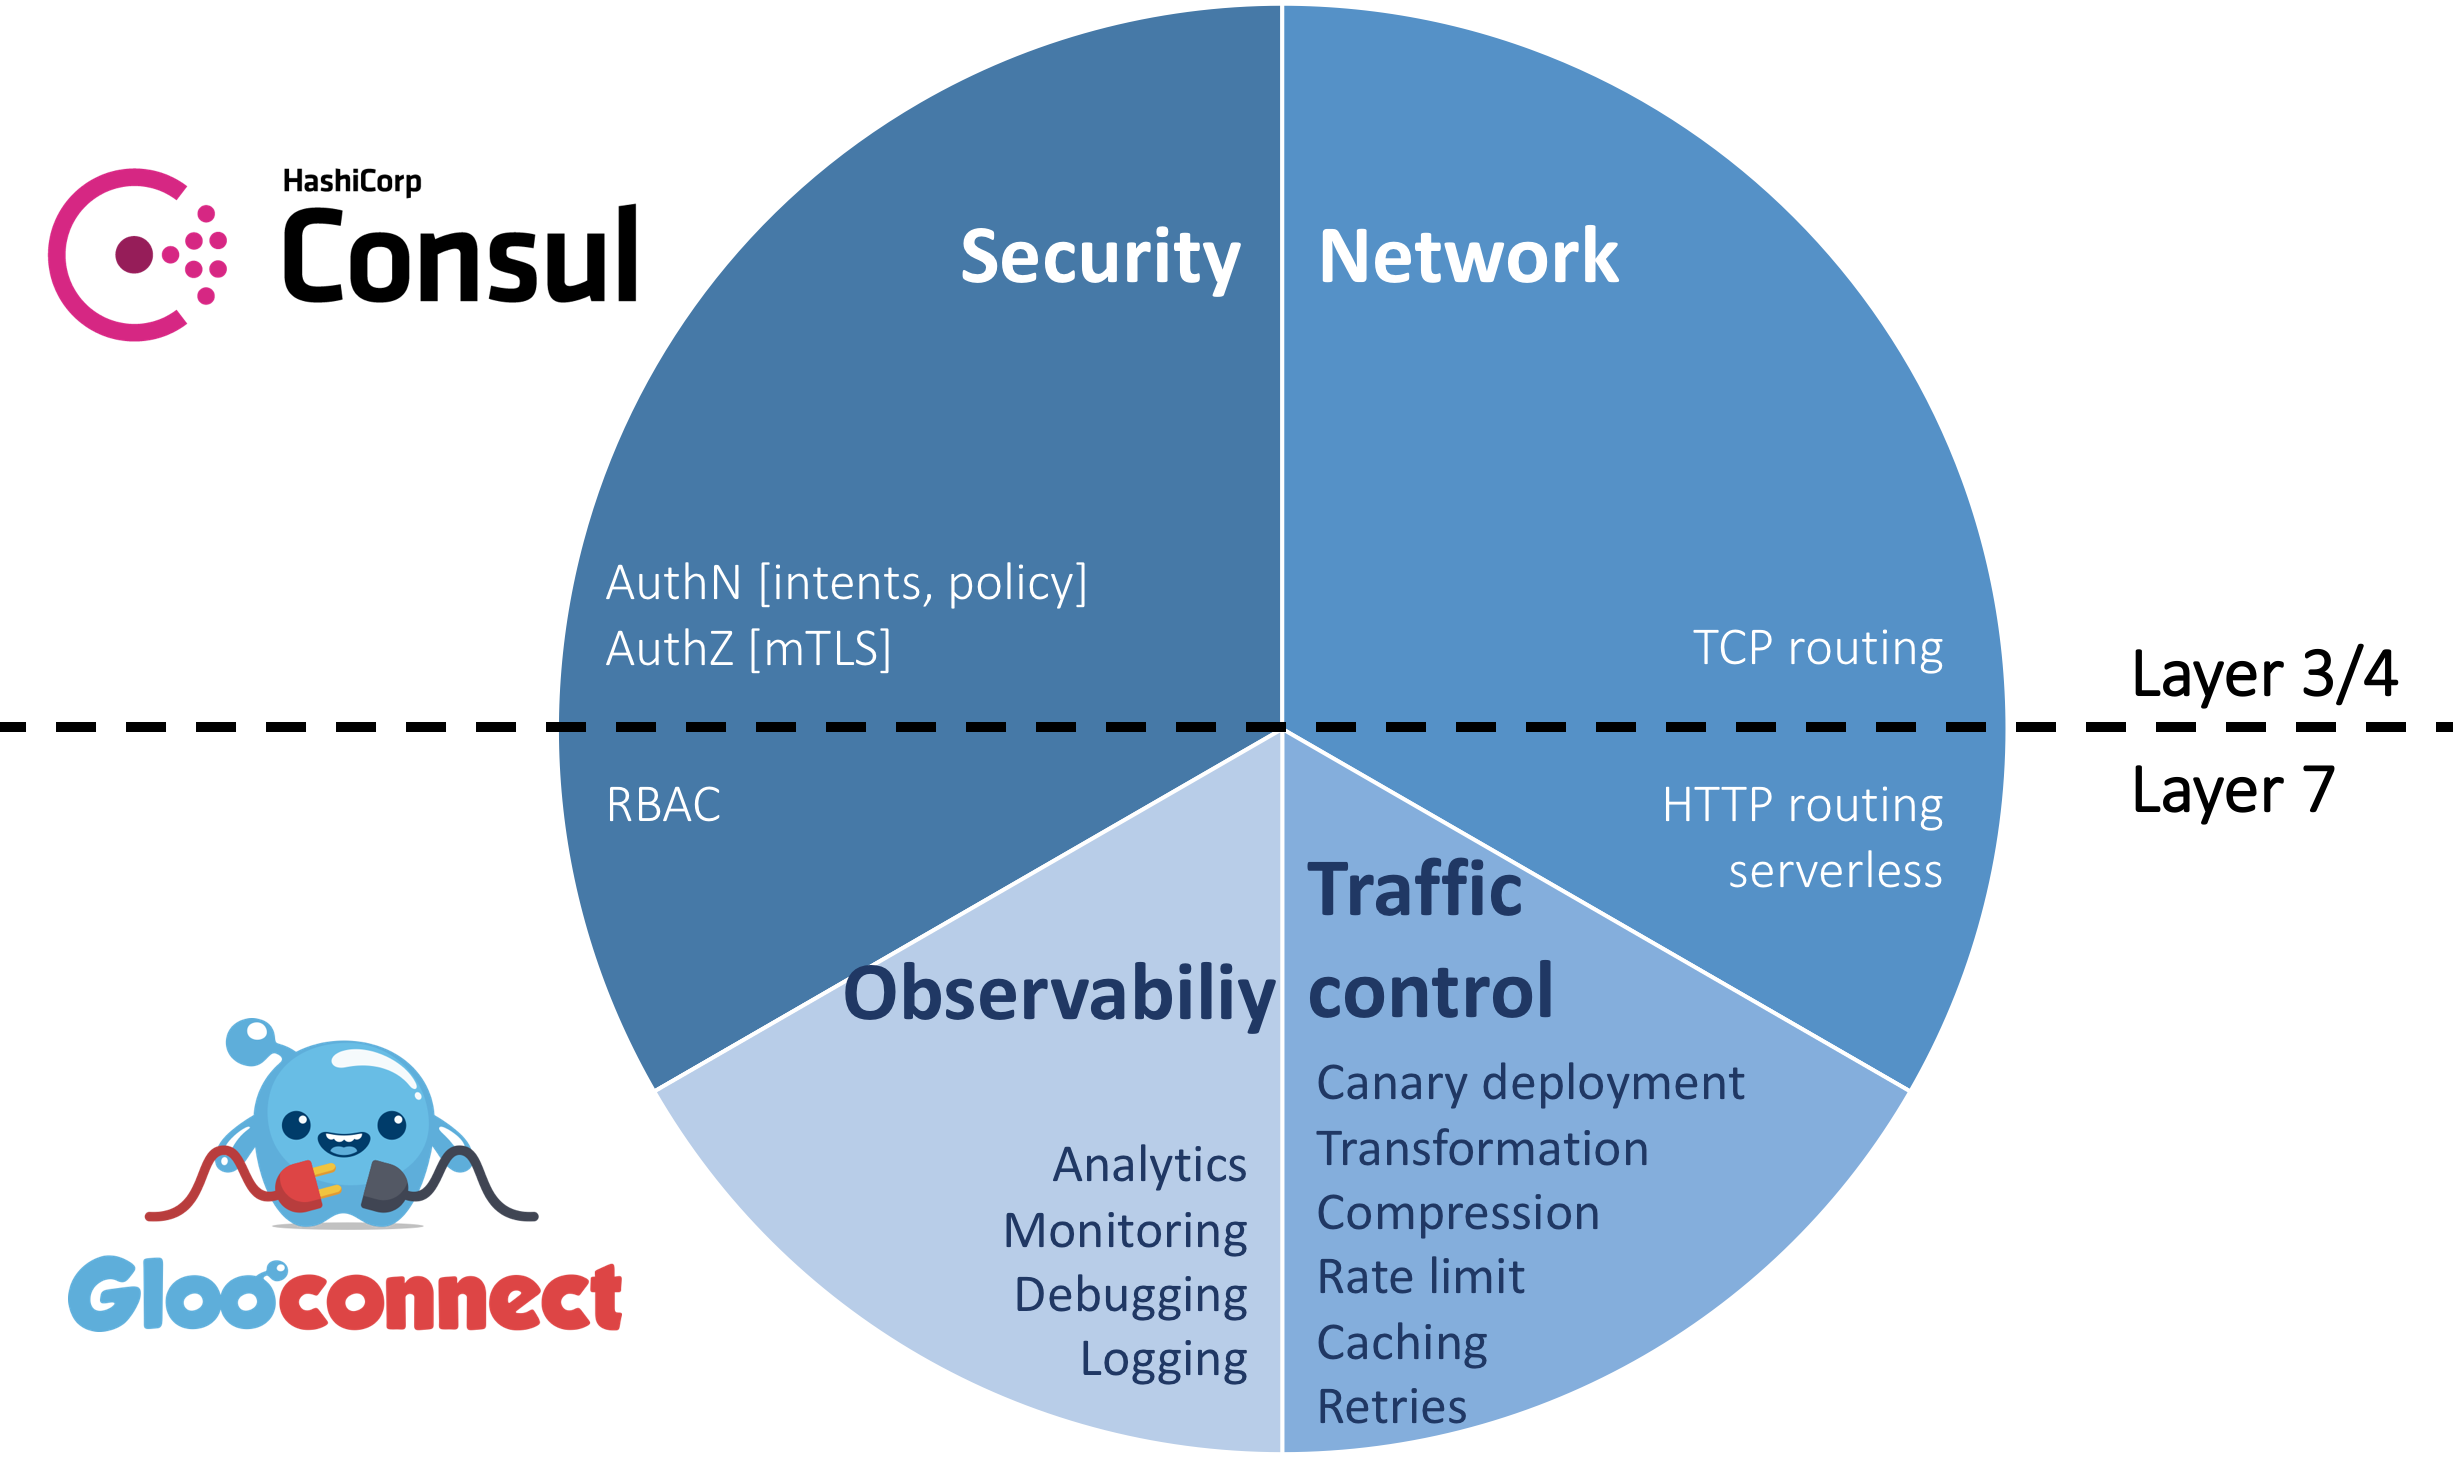 HashiCorp
Consul
Security
Network
AuthN [intents, policy]
AuthZ [mTLS]
TCP routing
Layer 3/4
Layer 7
RBAC
HTTP routing
serverless
Traffic
control
Observabiliy
Analytics
Monitoring
Debugging
Logging
Canary deployment
Transformation
Compression
Rate limit
Caching
Retries
Glooconnect